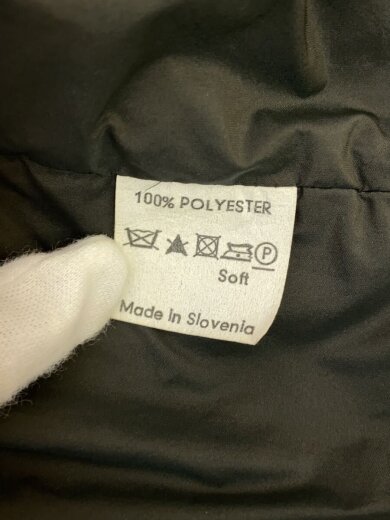 100% POLYESTER
P
Soft
Made in Slovenia